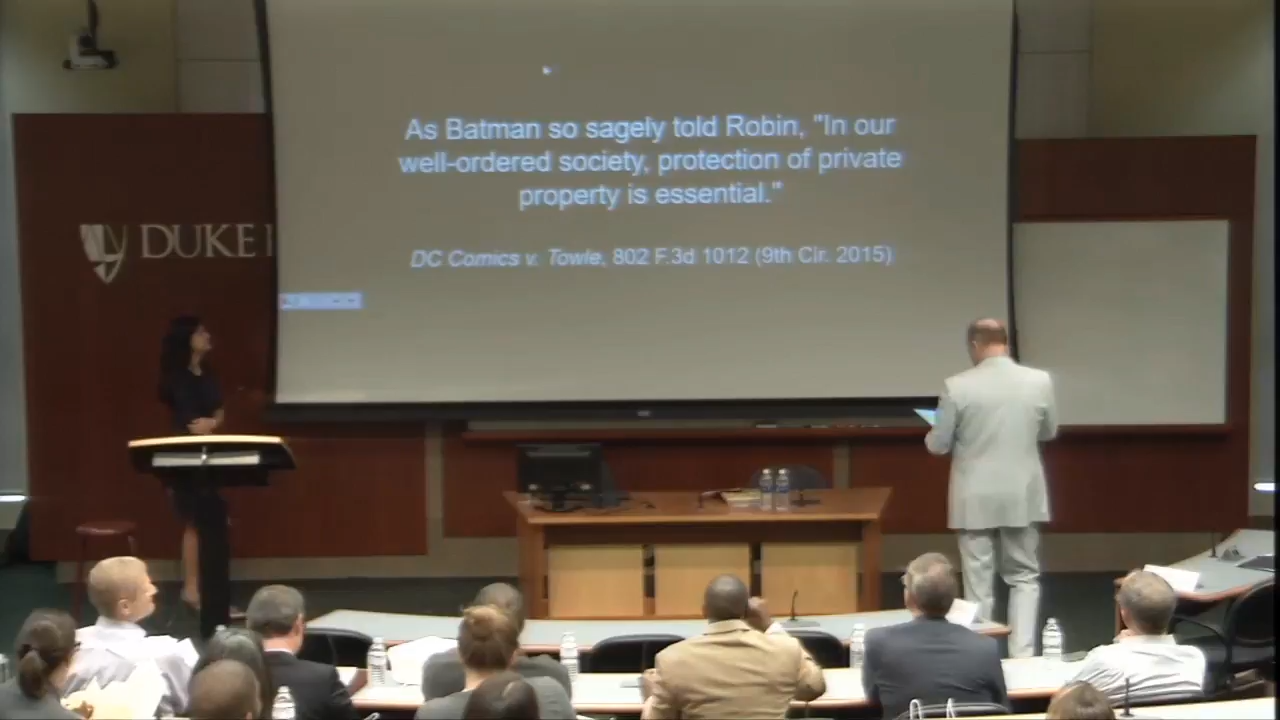 As Batman so sagely told Robin, "In our
well-ordered society, protection of private
property is essential."
DC Comics v. Towle, 802 F.3d 1012 (9th Cir. 2015)
DUKE